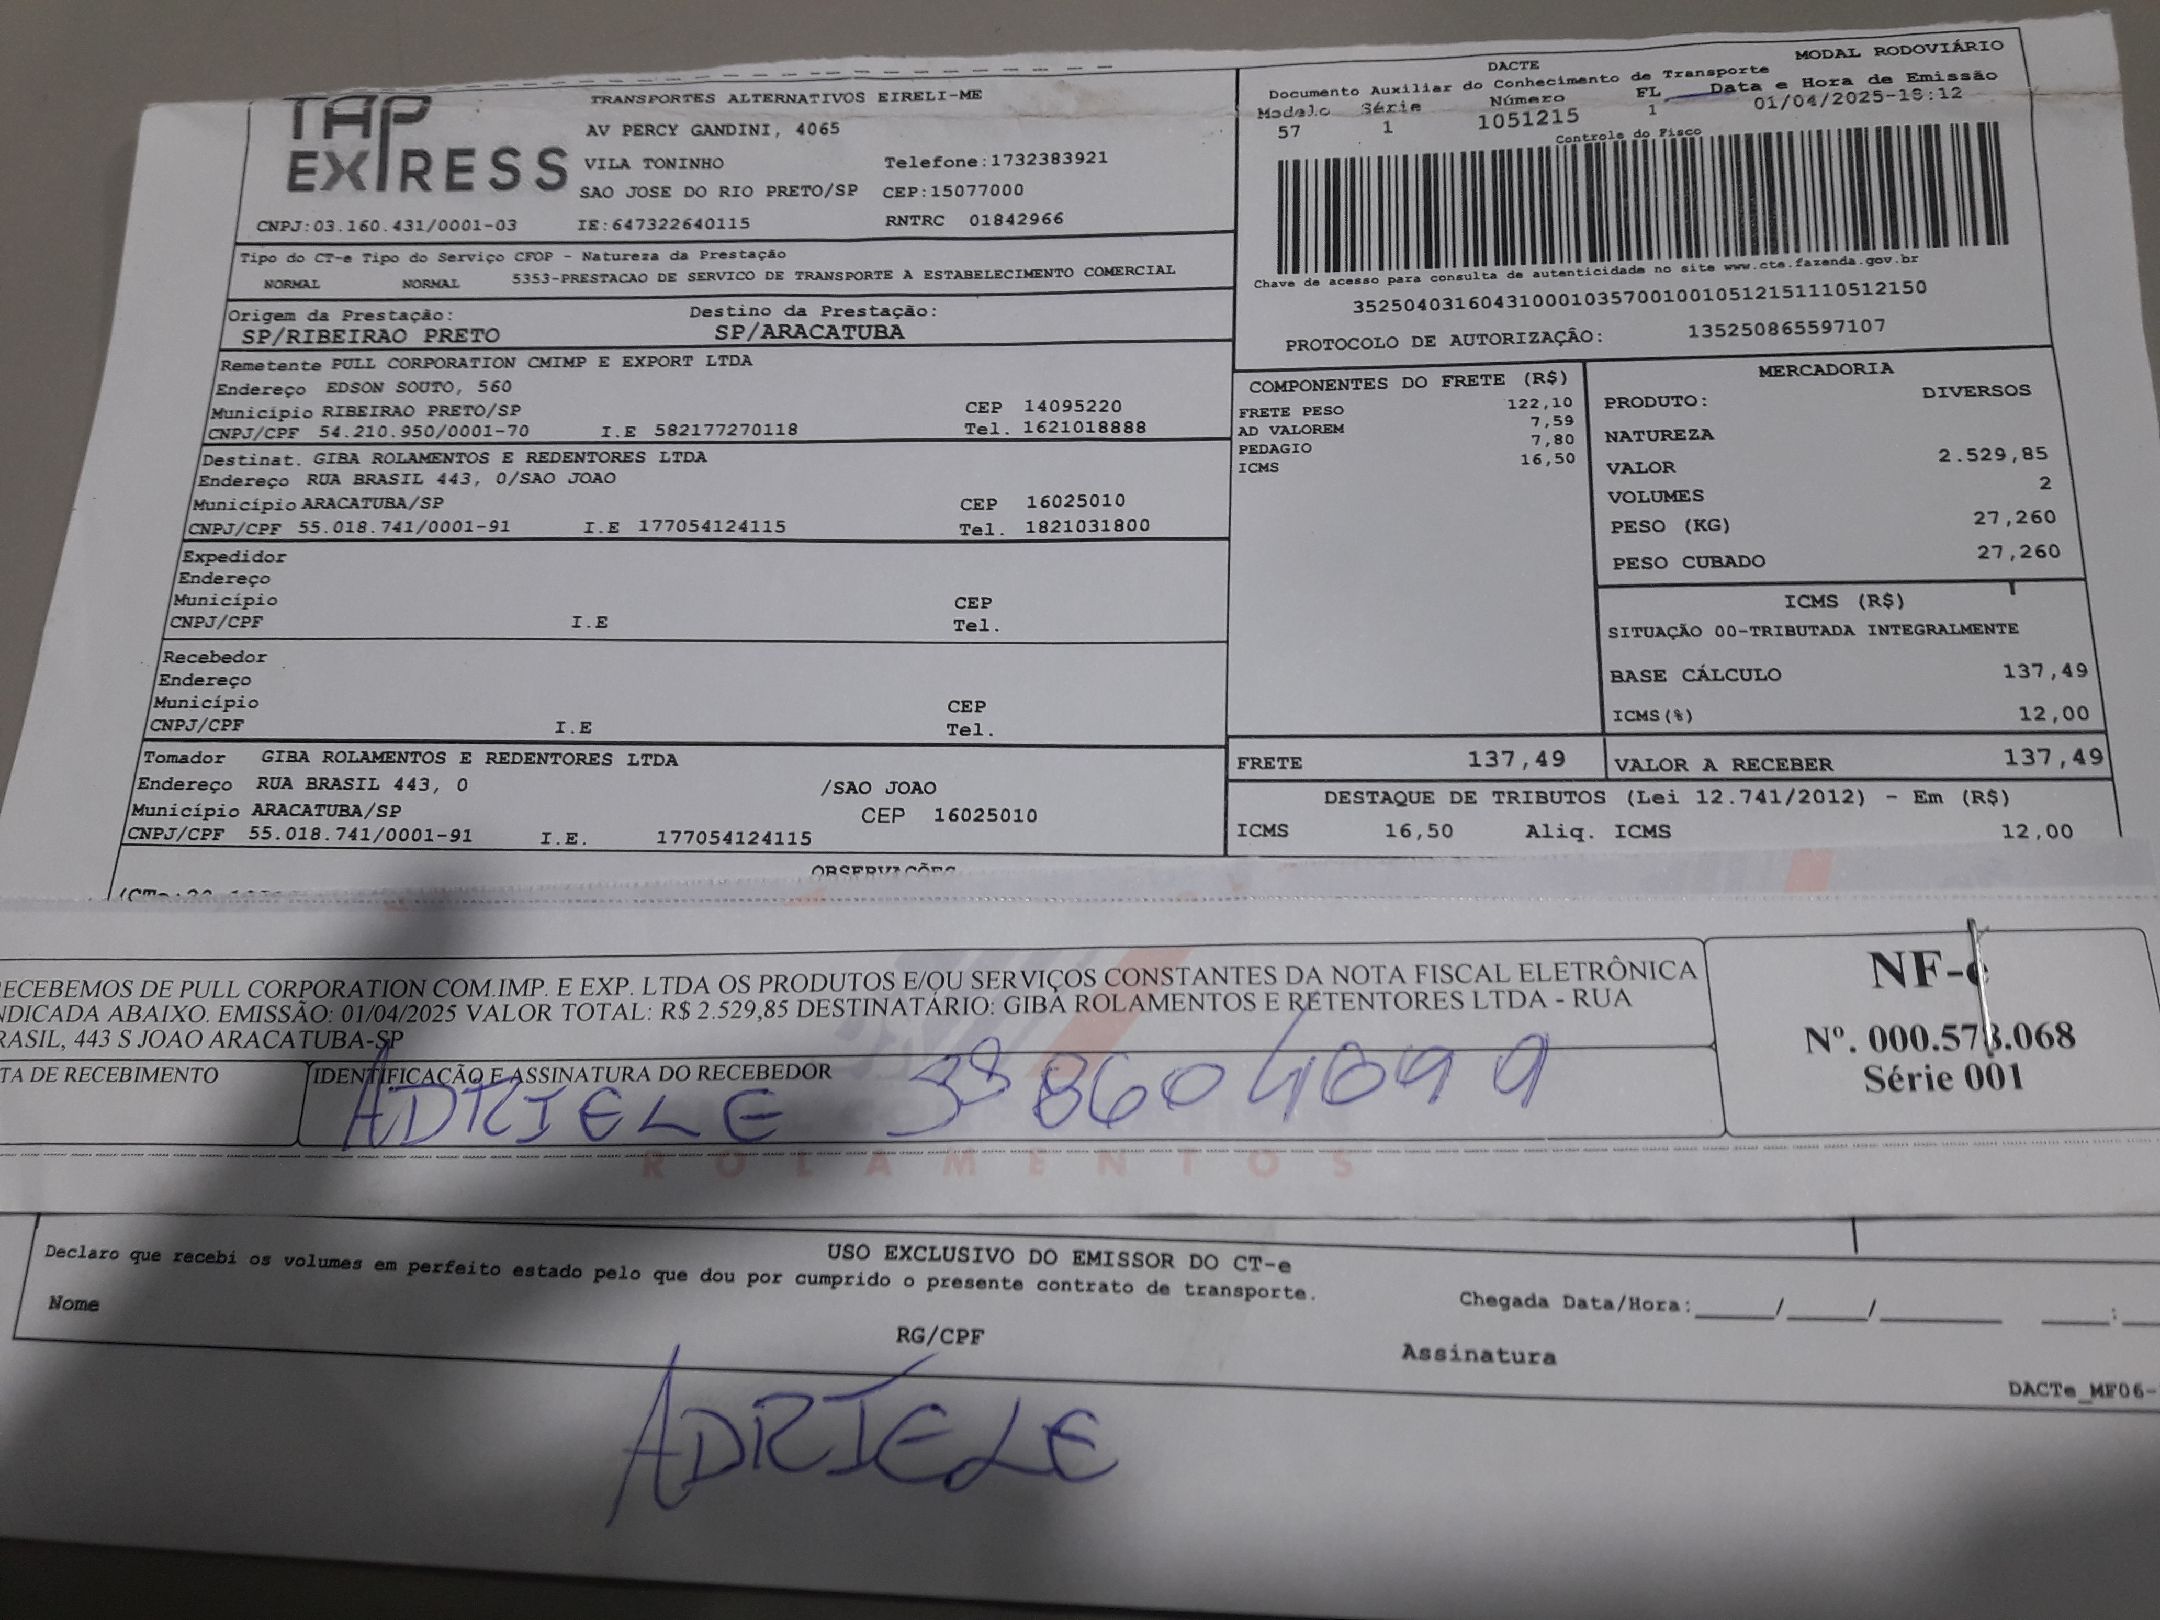 TAP EXPRESS
TRANSPORTES ALTERNATIVOS EIRELI-ME
AV PERCY GANDINI, 4065
VILA TONINHO Telefone:1732383921
SAO JOSE DO RIO PRETO/SP CEP:15077000
CNPJ:03.160.431/0001-03 IE:647322640115 RNTRC 01842966
DACTE MODAL RODOVIÁRIO
Documento Auxiliar do Conhecimento de Transporte
Modelo Série Número FL Data e Hora de Emissão
57 1 1051215 1 01/04/2025-18:12
Controle do Fisco
Chave de acesso para consulta de autenticidade no site www.cte.fazenda.gov.br
35250403160431000103570010010512151110512150
PROTOCOLO DE AUTORIZAÇÃO: 135250865597107
Tipo do CT-e Tipo do Serviço CFOP - Natureza da Prestação
NORMAL NORMAL 5353-PRESTACAO DE SERVICO DE TRANSPORTE A ESTABELECIMENTO COMERCIAL
Origem da Prestação: Destino da Prestação:
SP/RIBEIRAO PRETO SP/ARACATUBA
Remetente PULL CORPORATION CMIMP E EXPORT LTDA
Endereço EDSON SOUTO, 560
Município RIBEIRAO PRETO/SP CEP 14095220
CNPJ/CPF 54.210.950/0001-70 I.E 582177270118 Tel. 1621018888
Destinat. GIBA ROLAMENTOS E REDENTORES LTDA
Endereço RUA BRASIL 443, 0/SAO JOAO
Município ARACATUBA/SP CEP 16025010
CNPJ/CPF 55.018.741/0001-91 I.E 177054124115 Tel. 1821031800
Expedidor
Endereço
Município CEP
CNPJ/CPF I.E Tel.
Recebedor
Endereço
Município CEP
CNPJ/CPF I.E Tel.
Tomador GIBA ROLAMENTOS E REDENTORES LTDA
Endereço RUA BRASIL 443, 0 /SAO JOAO
Município ARACATUBA/SP CEP 16025010
CNPJ/CPF 55.018.741/0001-91 I.E. 177054124115
COMPONENTES DO FRETE (R$)
FRETE PESO 122,10
AD VALOREM 7,59
PEDAGIO 7,80
ICMS 16,50
MERCADORIA
PRODUTO: DIVERSOS
NATUREZA
VALOR 2.529,85
VOLUMES 2
PESO (KG) 27,260
PESO CUBADO 27,260
ICMS (R$)
SITUAÇÃO 00-TRIBUTADA INTEGRALMENTE
BASE CÁLCULO 137,49
ICMS(%) 12,00
FRETE 137,49 VALOR A RECEBER 137,49
DESTAQUE DE TRIBUTOS (Lei 12.741/2012) - Em (R$)
ICMS 16,50 Aliq. ICMS 12,00
OBSERVAÇÕES
ECEBEMOS DE PULL CORPORATION COM.IMP. E EXP. LTDA OS PRODUTOS E/OU SERVIÇOS CONSTANTES DA NOTA FISCAL ELETRÔNICA
NDICADA ABAIXO. EMISSÃO: 01/04/2025 VALOR TOTAL: R$ 2.529,85 DESTINATÁRIO: GIBA ROLAMENTOS E RETENTORES LTDA - RUA
RASIL, 443 S JOAO ARACATUBA-SP
TA DE RECEBIMENTO IDENTIFICAÇÃO E ASSINATURA DO RECEBEDOR
ADRIELE 38 8604099
NF-e
Nº. 000.573.068
Série 001
ROLAMENTOS
USO EXCLUSIVO DO EMISSOR DO CT-e
Declaro que recebi os volumes em perfeito estado pelo que dou por cumprido o presente contrato de transporte.
Nome RG/CPF Assinatura Chegada Data/Hora:____/____/______ ____:
DACTe_MF06-
ADRIELE